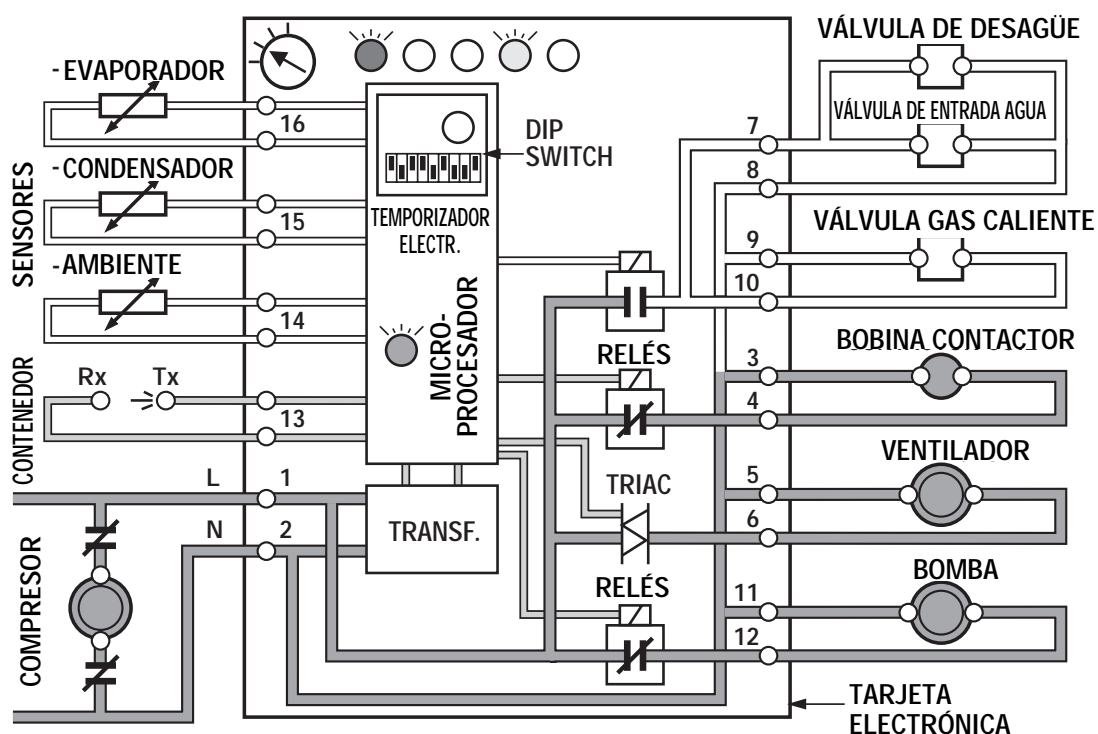 VÁLVULA DE DESAGÜE
-EVAPORADOR
16
DIP
SWITCH
VÁLVULA DE ENTRADA AGUA
7
8
SENSORES
-CONDENSADOR
15
TEMPORIZADOR
ELECTR.
VÁLVULA GAS CALIENTE
9
10
-AMBIENTE
14
MICRO-
PROCESADOR
RELÉS
BOBINA CONTACTOR
3
4
CONTENEDOR
Rx
Tx
13
VENTILADOR
5
6
TRIAC
L
1
N
2
TRANSF.
COMPRESOR
RELÉS
BOMBA
11
12
TARJETA
ELECTRÓNICA